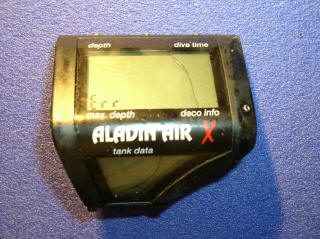 depth dive time
Err
max. depth deco info
ALADIN AIR X
tank data